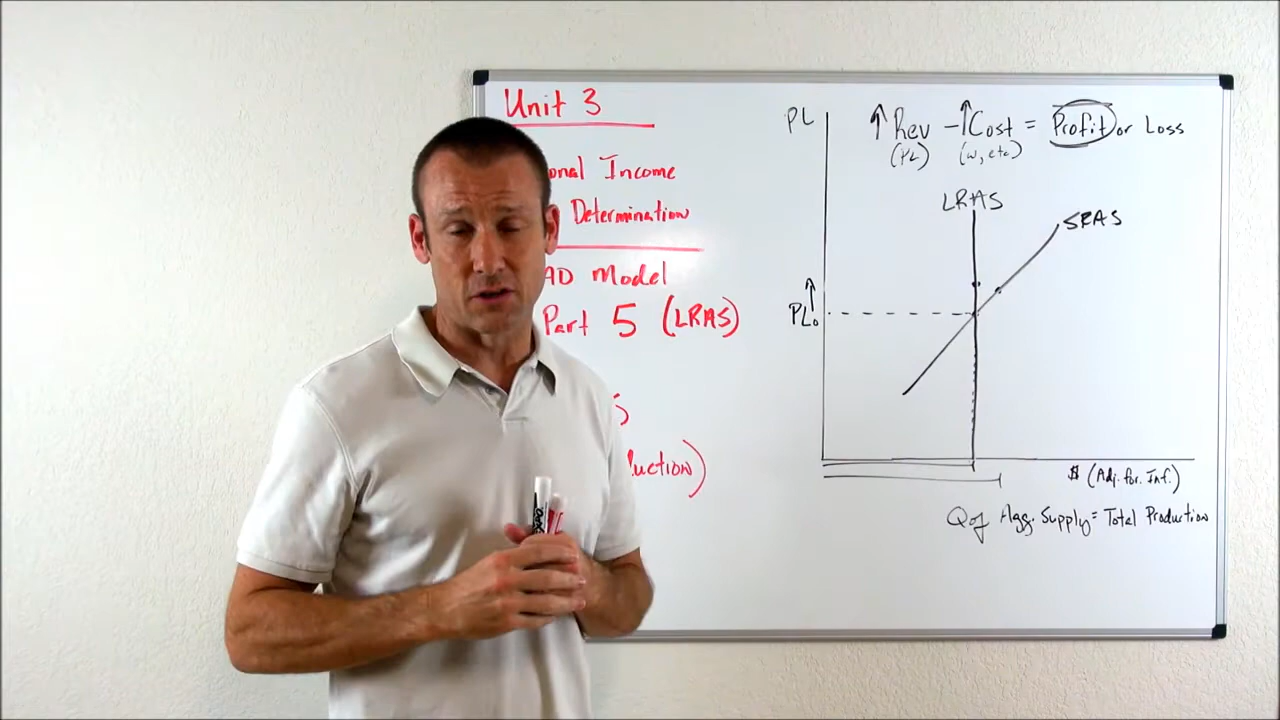 Unit 3
onal Income
Determination
AD Model
Part 5 (LRAS)
S
uction)
PL
↑Rev - ↑Cost = Profit or Loss
(PL) (w, etc)
LRAS
SRAS
PL₀
$ (Adj. for. Inf.)
Q of Agg. Supply = Total Production